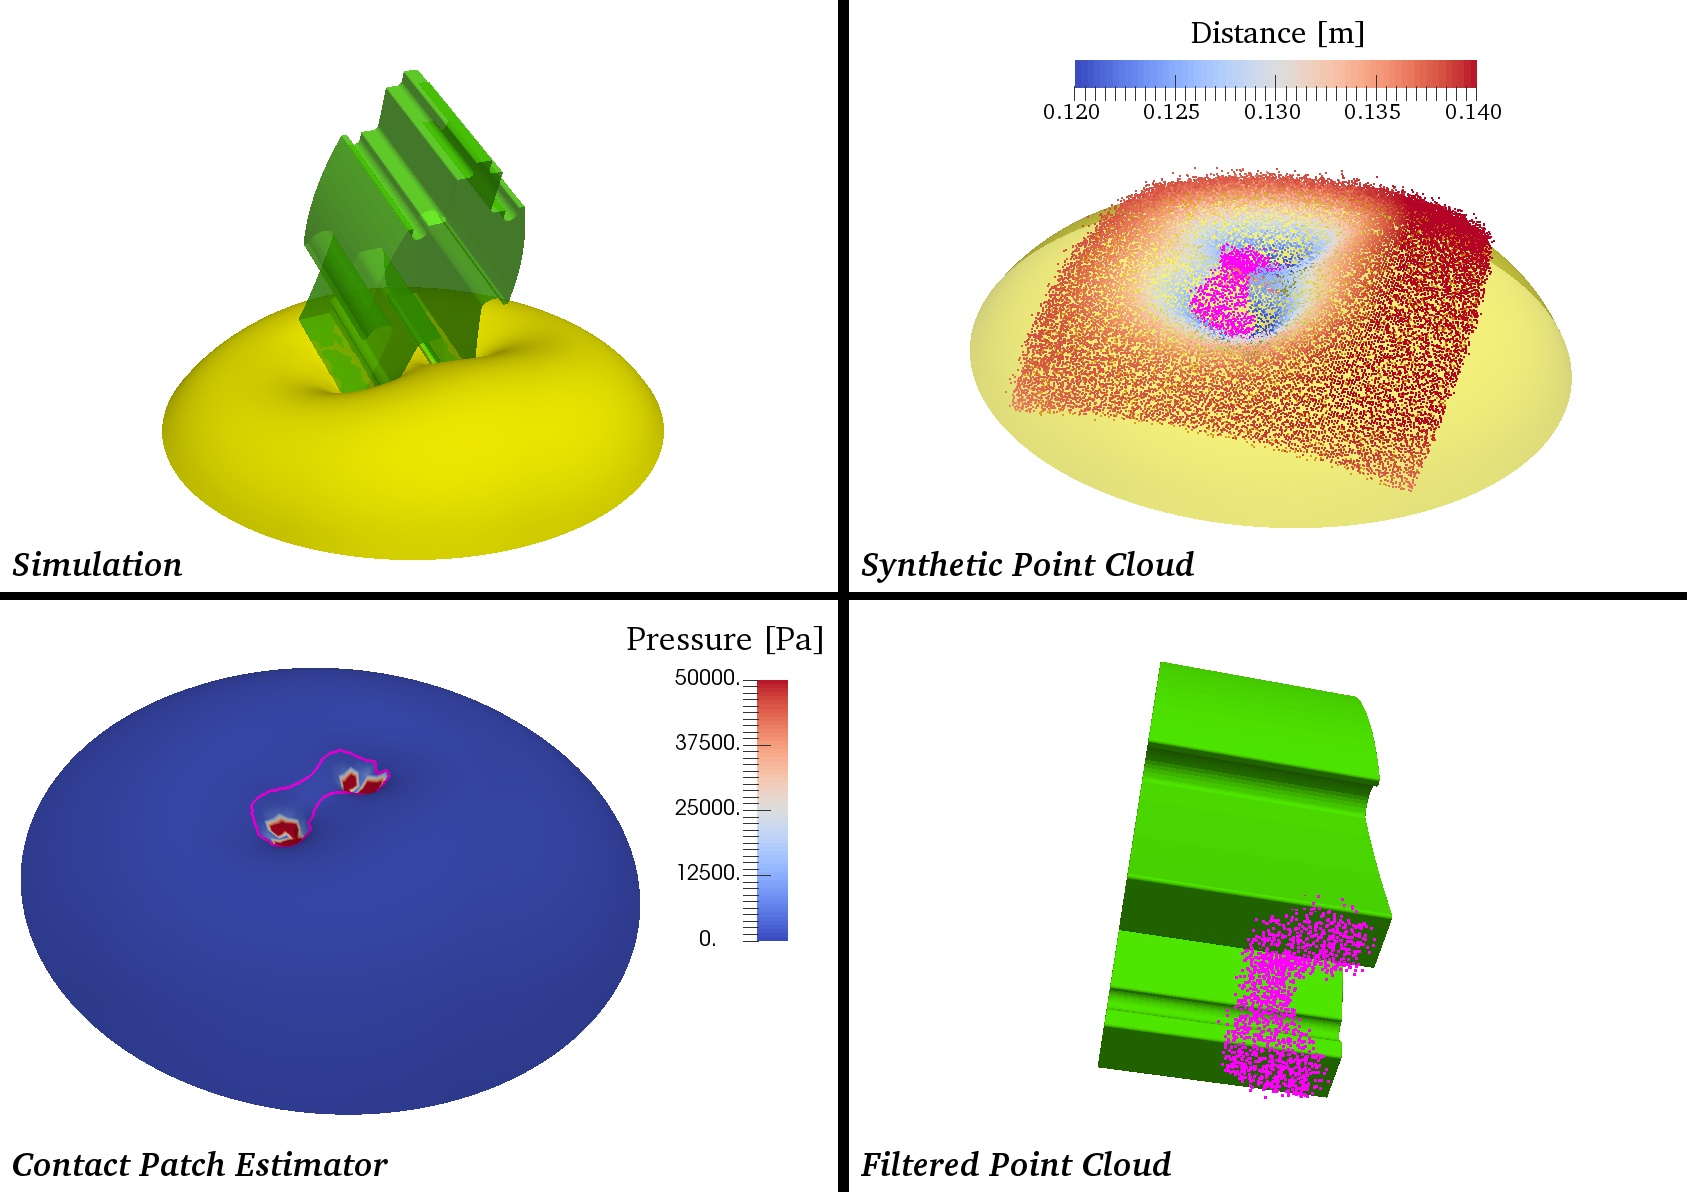 Simulation
Distance [m]
0.120 0.125 0.130 0.135 0.140
Synthetic Point Cloud
Pressure [Pa]
50000.
37500.
25000.
12500.
0.
Contact Patch Estimator
Filtered Point Cloud